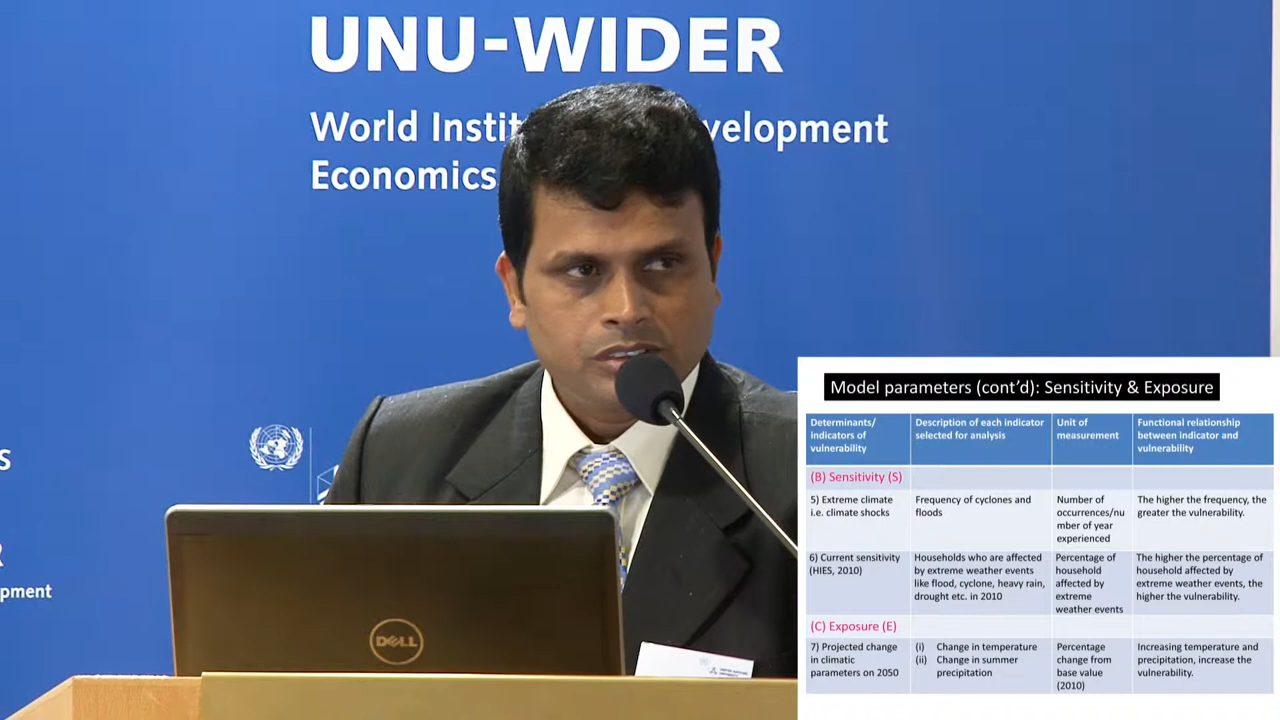 UNU-WIDER
World Instit velopment
Economics
S
R
pment
DELL
Model parameters (cont'd): Sensitivity & Exposure
Determinants/
indicators of
vulnerability
Description of each indicator
selected for analysis
Unit of
measurement
Functional relationship
between indicator and
vulnerability
(B) Sensitivity (S)
5) Extreme climate
i.e. climate shocks
Frequency of cyclones and
floods
Number of
occurrences/nu
mber of year
experienced
The higher the frequency, the
greater the vulnerability.
6) Current sensitivity
(HIES, 2010)
Households who are affected
by extreme weather events
like flood, cyclone, heavy rain,
drought etc. in 2010
Percentage of
household
affected by
extreme
weather events
The higher the percentage of
household affected by
extreme weather events, the
higher the vulnerability.
(C) Exposure (E)
7) Projected change
in climatic
parameters on 2050
(i) Change in temperature
(ii) Change in summer
precipitation
Percentage
change from
base value
(2010)
Increasing temperature and
precipitation, increase the
vulnerability.